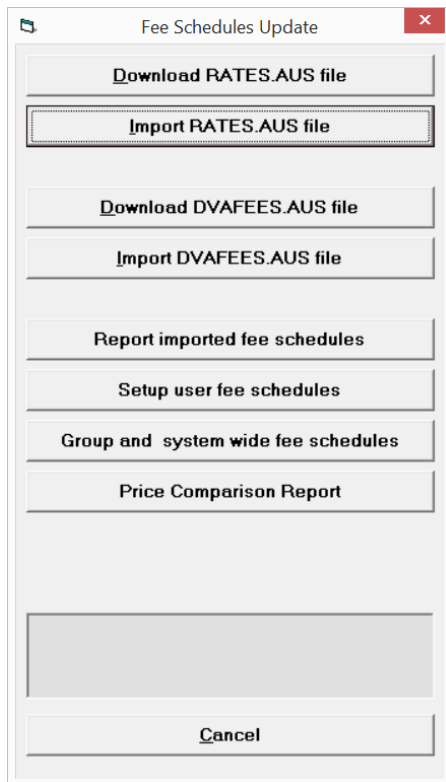 Fee Schedules Update
Download RATES.AUS file
Import RATES.AUS file
Download DVAFEES.AUS file
Import DVAFEES.AUS file
Report imported fee schedules
Setup user fee schedules
Group and system wide fee schedules
Price Comparison Report
Cancel